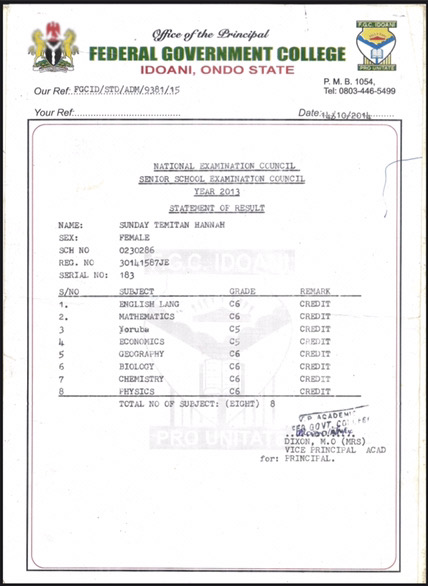 Office of the Principal
FEDERAL GOVERNMENT COLLEGE
IDOANI, ONDO STATE
F.G.C. IDOANI
PRO UNITATE
P. M. B. 1054,
Tel: 0803-446-5499
Our Ref: FGCID/STD/ADM/9381/15
Your Ref:
Date: 14/10/2014
NATIONAL EXAMINATION COUNCIL
SENIOR SCHOOL EXAMINATION COUNCIL
YEAR 2013
STATEMENT OF RESULT
NAME: SUNDAY TEMITAN HANNAH
SEX: FEMALE
SCH NO 0230286
REG. NO 30141587JE
SERIAL NO: 183
F.G.C. IDOANI
S/NO SUBJECT GRADE REMARK
1. ENGLISH LANG C6 CREDIT
2. MATHEMATICS C6 CREDIT
3 Yoruba C5 CREDIT
4 ECONOMICS C5 CREDIT
5 GEOGRAPHY C6 CREDIT
6 BIOLOGY C6 CREDIT
7 CHEMISTRY C6 CREDIT
8 PHYSICS C6 CREDIT
TOTAL NO OF SUBJECT: (EIGHT) 8
PRO UNITATE
V.P ACADEMIC
GOVT. COLLEGE
DIXON, M.O (MRS)
VICE PRINCIPAL ACAD
for: PRINCIPAL.